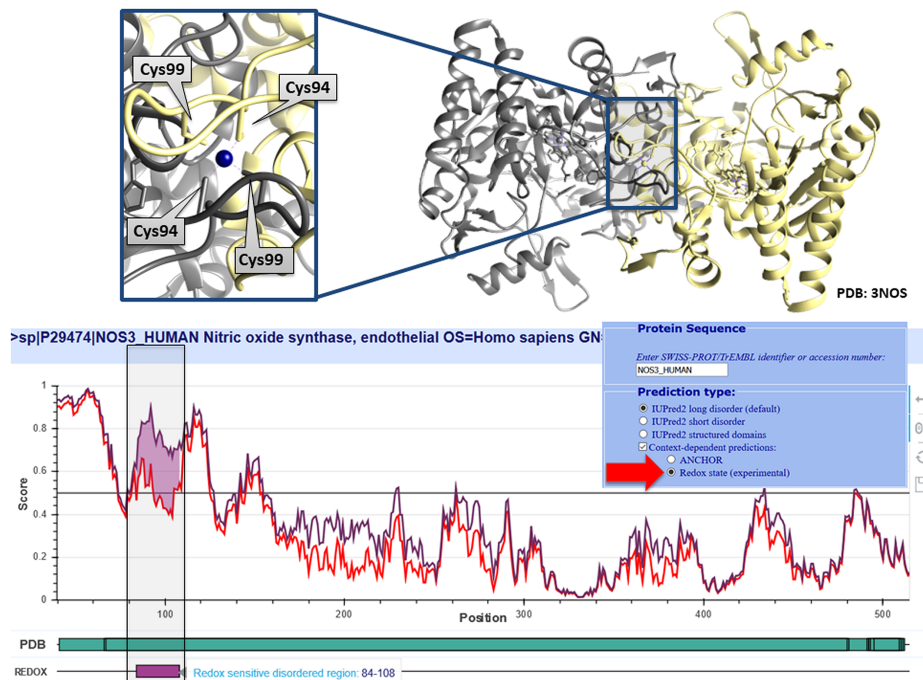 Cys99
Cys94
Cys94
Cys99
PDB: 3NOS
>sp|P29474|NOS3_HUMAN Nitric oxide synthase, endothelial OS=Homo sapiens GN
Protein Sequence
Enter SWISS-PROT/TrEMBL identifier or accession number:
NOS3_HUMAN
Prediction type:
IUPred2 long disorder (default)
IUPred2 short disorder
IUPred2 structured domains
Context-dependent predictions:
ANCHOR
Redox state (experimental)
Score
1
0.8
0.6
0.4
0.2
0
100
200
300
400
500
Position
PDB
REDOX
Redox sensitive disordered region: 84-108